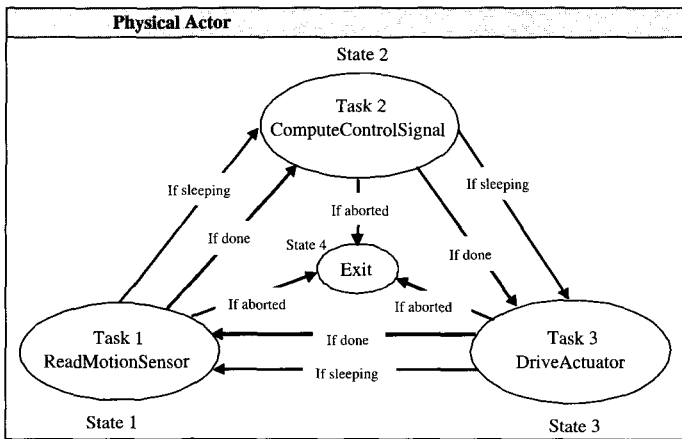 Physical Actor
State 2
Task 2
ComputeControlSignal
If sleeping
If sleeping
If aborted
If done
If done
State 4
Exit
If aborted
If aborted
Task 1
ReadMotionSensor
If done
If sleeping
Task 3
DriveActuator
State 1
State 3